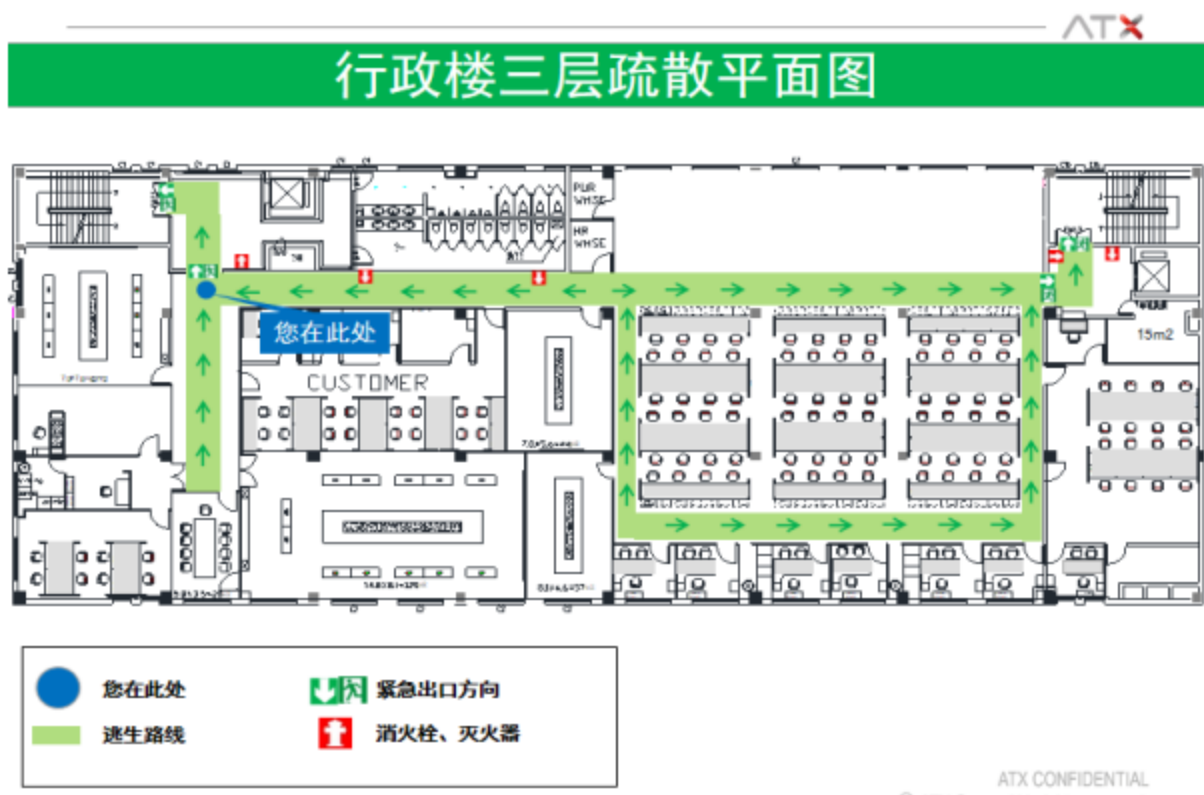 ATX
行政楼三层疏散平面图
PUR
WHSE
HR
WHSE
您在此处
CUSTOMER
15m2
您在此处
紧急出口方向
逃生路线
消火栓、灭火器
ATX CONFIDENTIAL